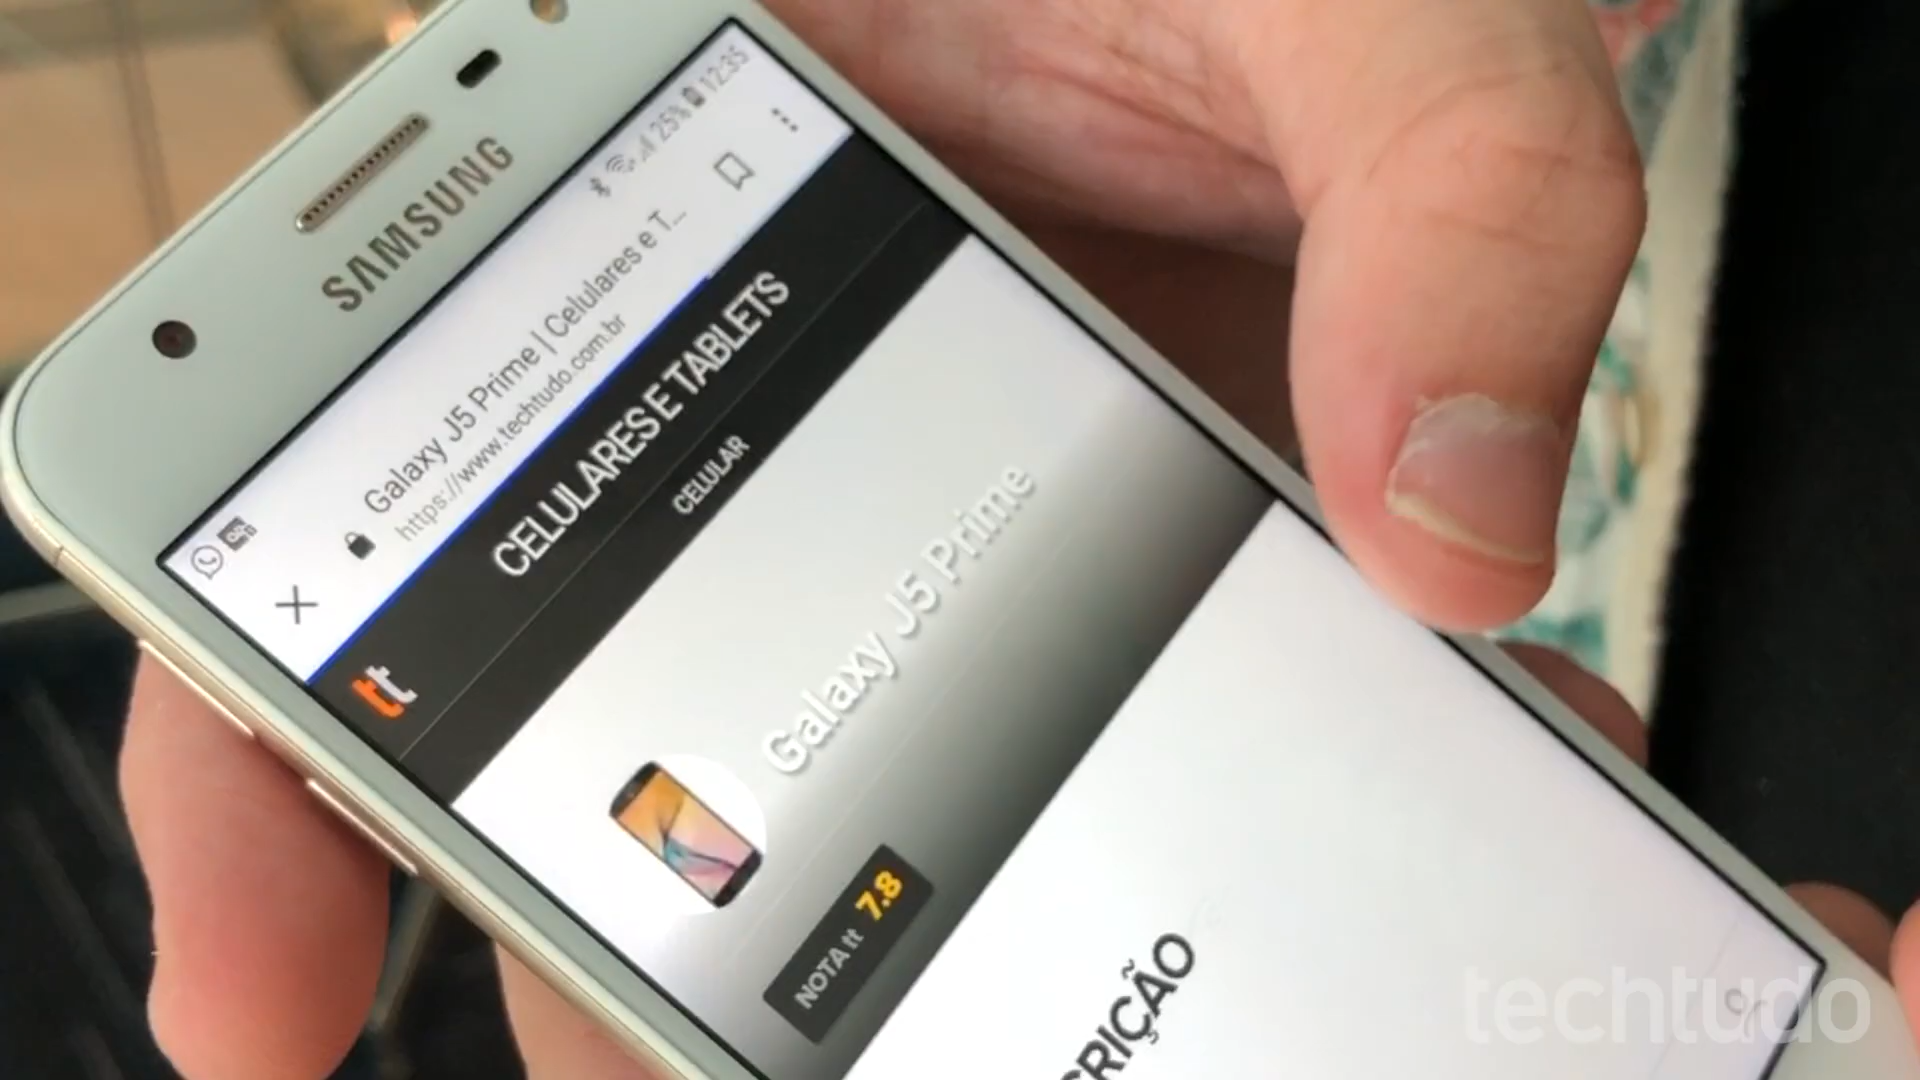 SAMSUNG
25% 12:35
Galaxy J5 Prime | Celulares e T...
https://www.techtudo.com.br
tt
CELULARES E TABLETS
CELULAR
Galaxy J5 Prime
NOTA tt 7.8
CRIÇÃO
techtudo